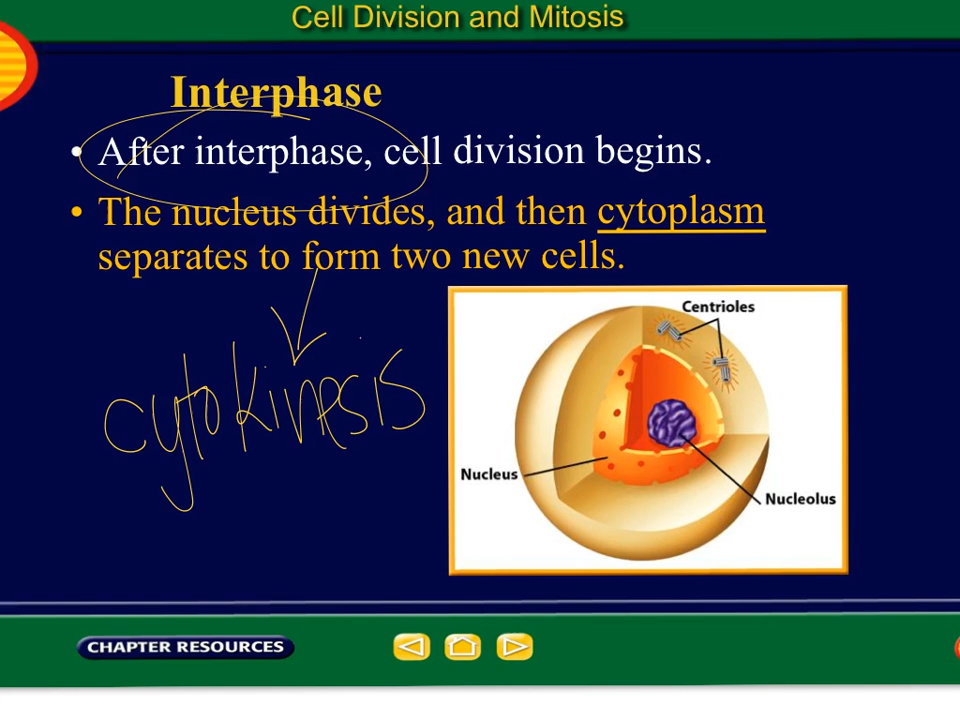 Cell Division and Mitosis
Interphase
• After interphase, cell division begins.
• The nucleus divides, and then cytoplasm
separates to form two new cells.
cytokinesis
Centrioles
Nucleus
Nucleolus
CHAPTER RESOURCES